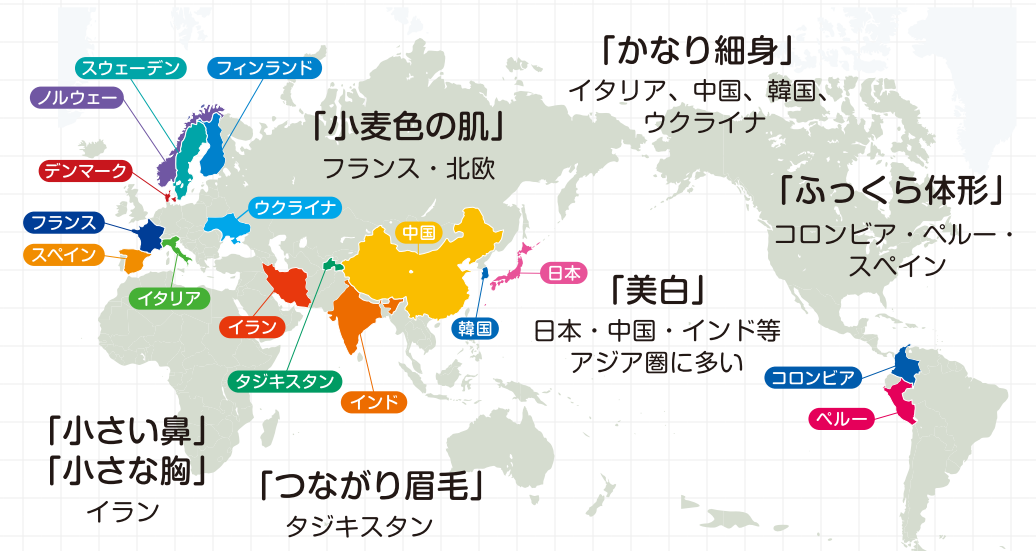 「かなり細身」
イタリア、中国、韓国、
ウクライナ
スウェーデン
フィンランド
ノルウェー
「小麦色の肌」
フランス・北欧
デンマーク
「ふっくら体形」
コロンビア・ペルー・
スペイン
フランス
ウクライナ
中国
スペイン
イタリア
日本
「美白」
日本・中国・インド等
アジア圏に多い
イラン
韓国
タジキスタン
インド
コロンビア
ペルー
「小さい鼻」
「小さな胸」
イラン
「つながり眉毛」
タジキスタン